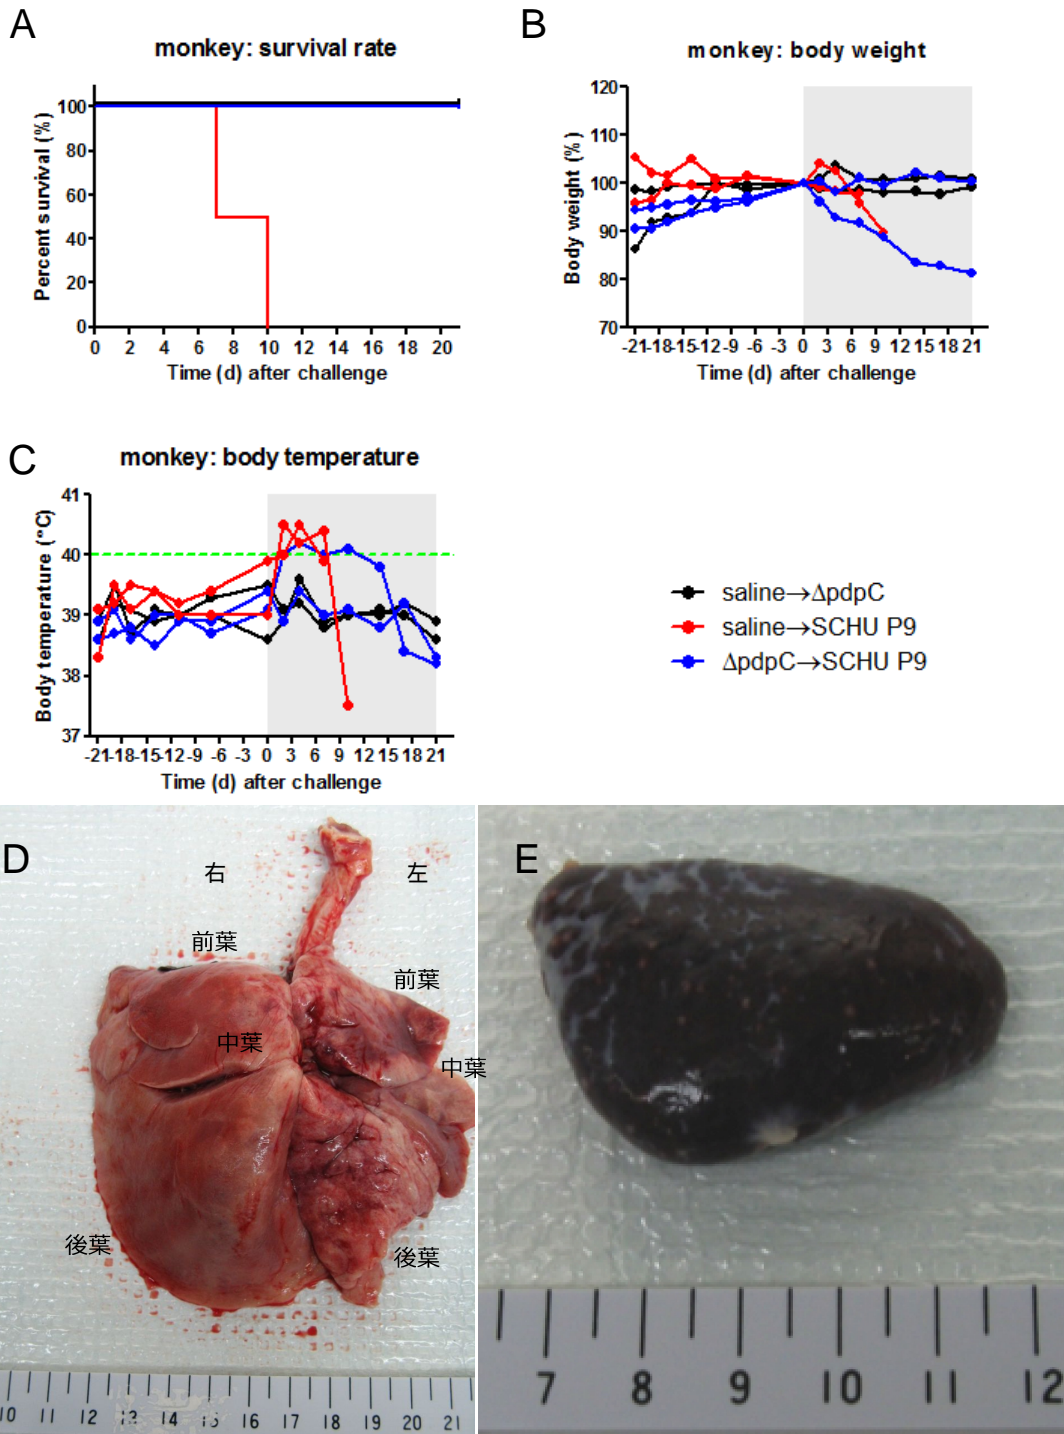 A
monkey: survival rate
Percent survival (%)
100
80
60
40
20
0
0 2 4 6 8 10 12 14 16 18 20
Time (d) after challenge
B
monkey: body weight
Body weight (%)
120
110
100
90
80
70
-21 -18 -15 -12 -9 -6 -3 0 3 6 9 12 15 18 21
Time (d) after challenge
C
monkey: body temperature
Body temperature (°C)
41
40
39
38
37
-21 -18 -15 -12 -9 -6 -3 0 3 6 9 12 15 18 21
Time (d) after challenge
saline→ΔpdpC
saline→SCHU P9
ΔpdpC→SCHU P9
D
右
左
前葉
前葉
中葉
中葉
後葉
後葉
10 11 12 13 14 15 16 17 18 19 20 21
E
7 8 9 10 11 12